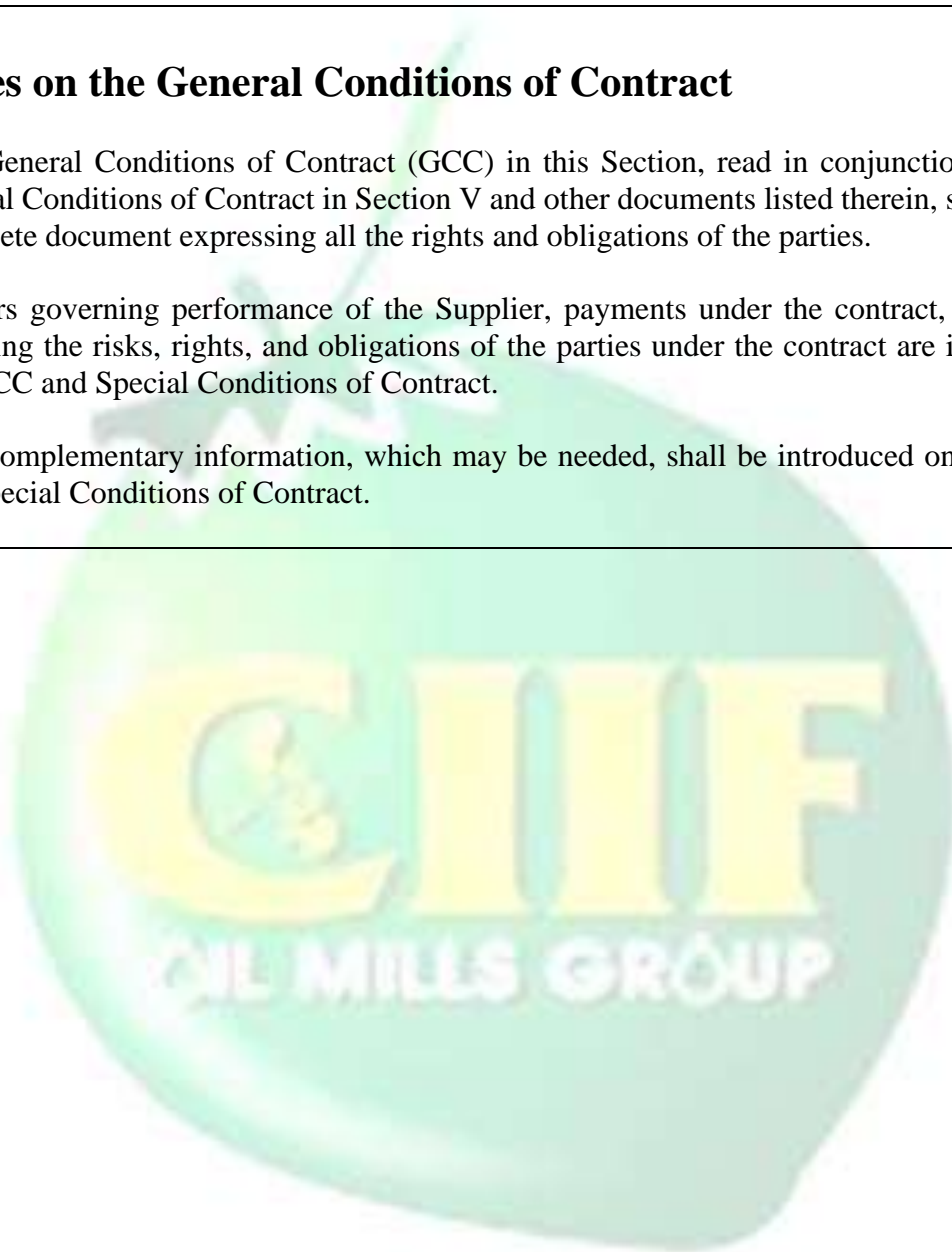 es on the General Conditions of Contract
General Conditions of Contract (GCC) in this Section, read in conjunctio
al Conditions of Contract in Section V and other documents listed therein, s
ete document expressing all the rights and obligations of the parties.
rs governing performance of the Supplier, payments under the contract,
ing the risks, rights, and obligations of the parties under the contract are i
CC and Special Conditions of Contract.
omplementary information, which may be needed, shall be introduced on
ecial Conditions of Contract.
CIIF
OIL MILLS GROUP